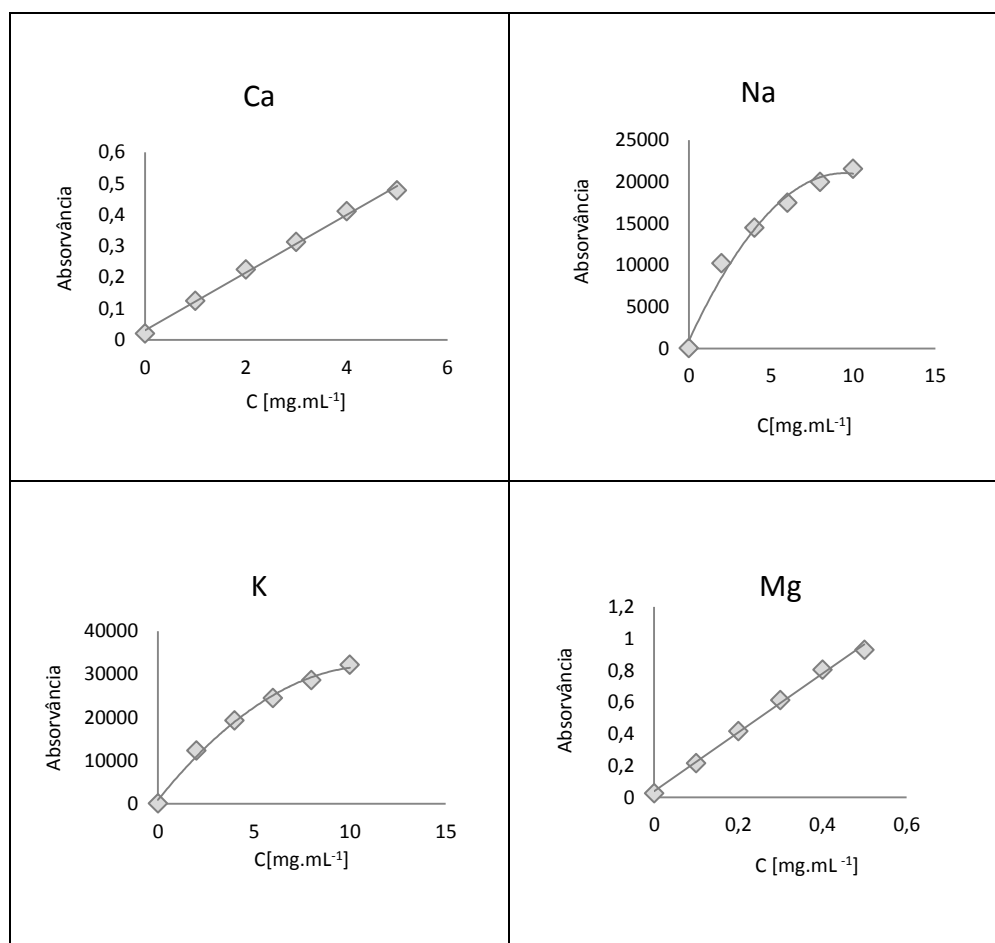 Ca
0,6
0,5
0,4
0,3
0,2
0,1
0
Absorvância
0 2 4 6
C [mg.mL⁻¹]
Na
25000
20000
15000
10000
5000
0
Absorvância
0 5 10 15
C[mg.mL⁻¹]
K
40000
30000
20000
10000
0
Absorvância
0 5 10 15
C[mg.mL⁻¹]
Mg
1,2
1
0,8
0,6
0,4
0,2
0
Absorvância
0 0,2 0,4 0,6
C [mg.mL⁻¹]